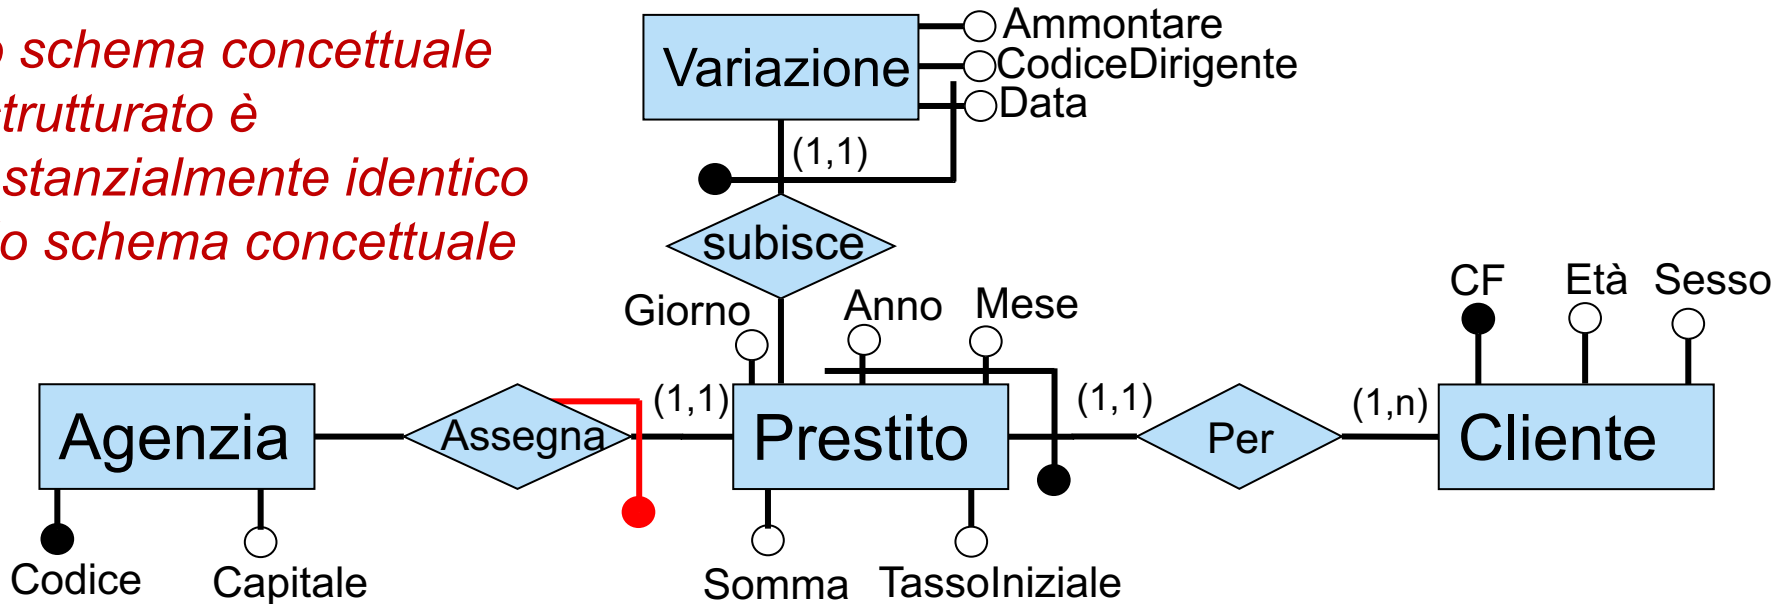 o schema concettuale
strutturato è
stanzialmente identico
o schema concettuale
Ammontare
Variazione
CodiceDirigente
Data
(1,1)
subisce
Giorno
Anno
Mese
CF
Età
Sesso
Agenzia
Assegna
(1,1)
Prestito
(1,1)
Per
(1,n)
Cliente
Codice
Capitale
Somma
TassoIniziale